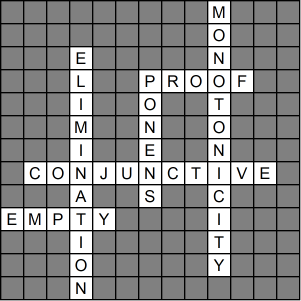 MONOTONICITY
ELIMINATION
PROOF
PONENS
CONJUNCTIVE
EMPTY